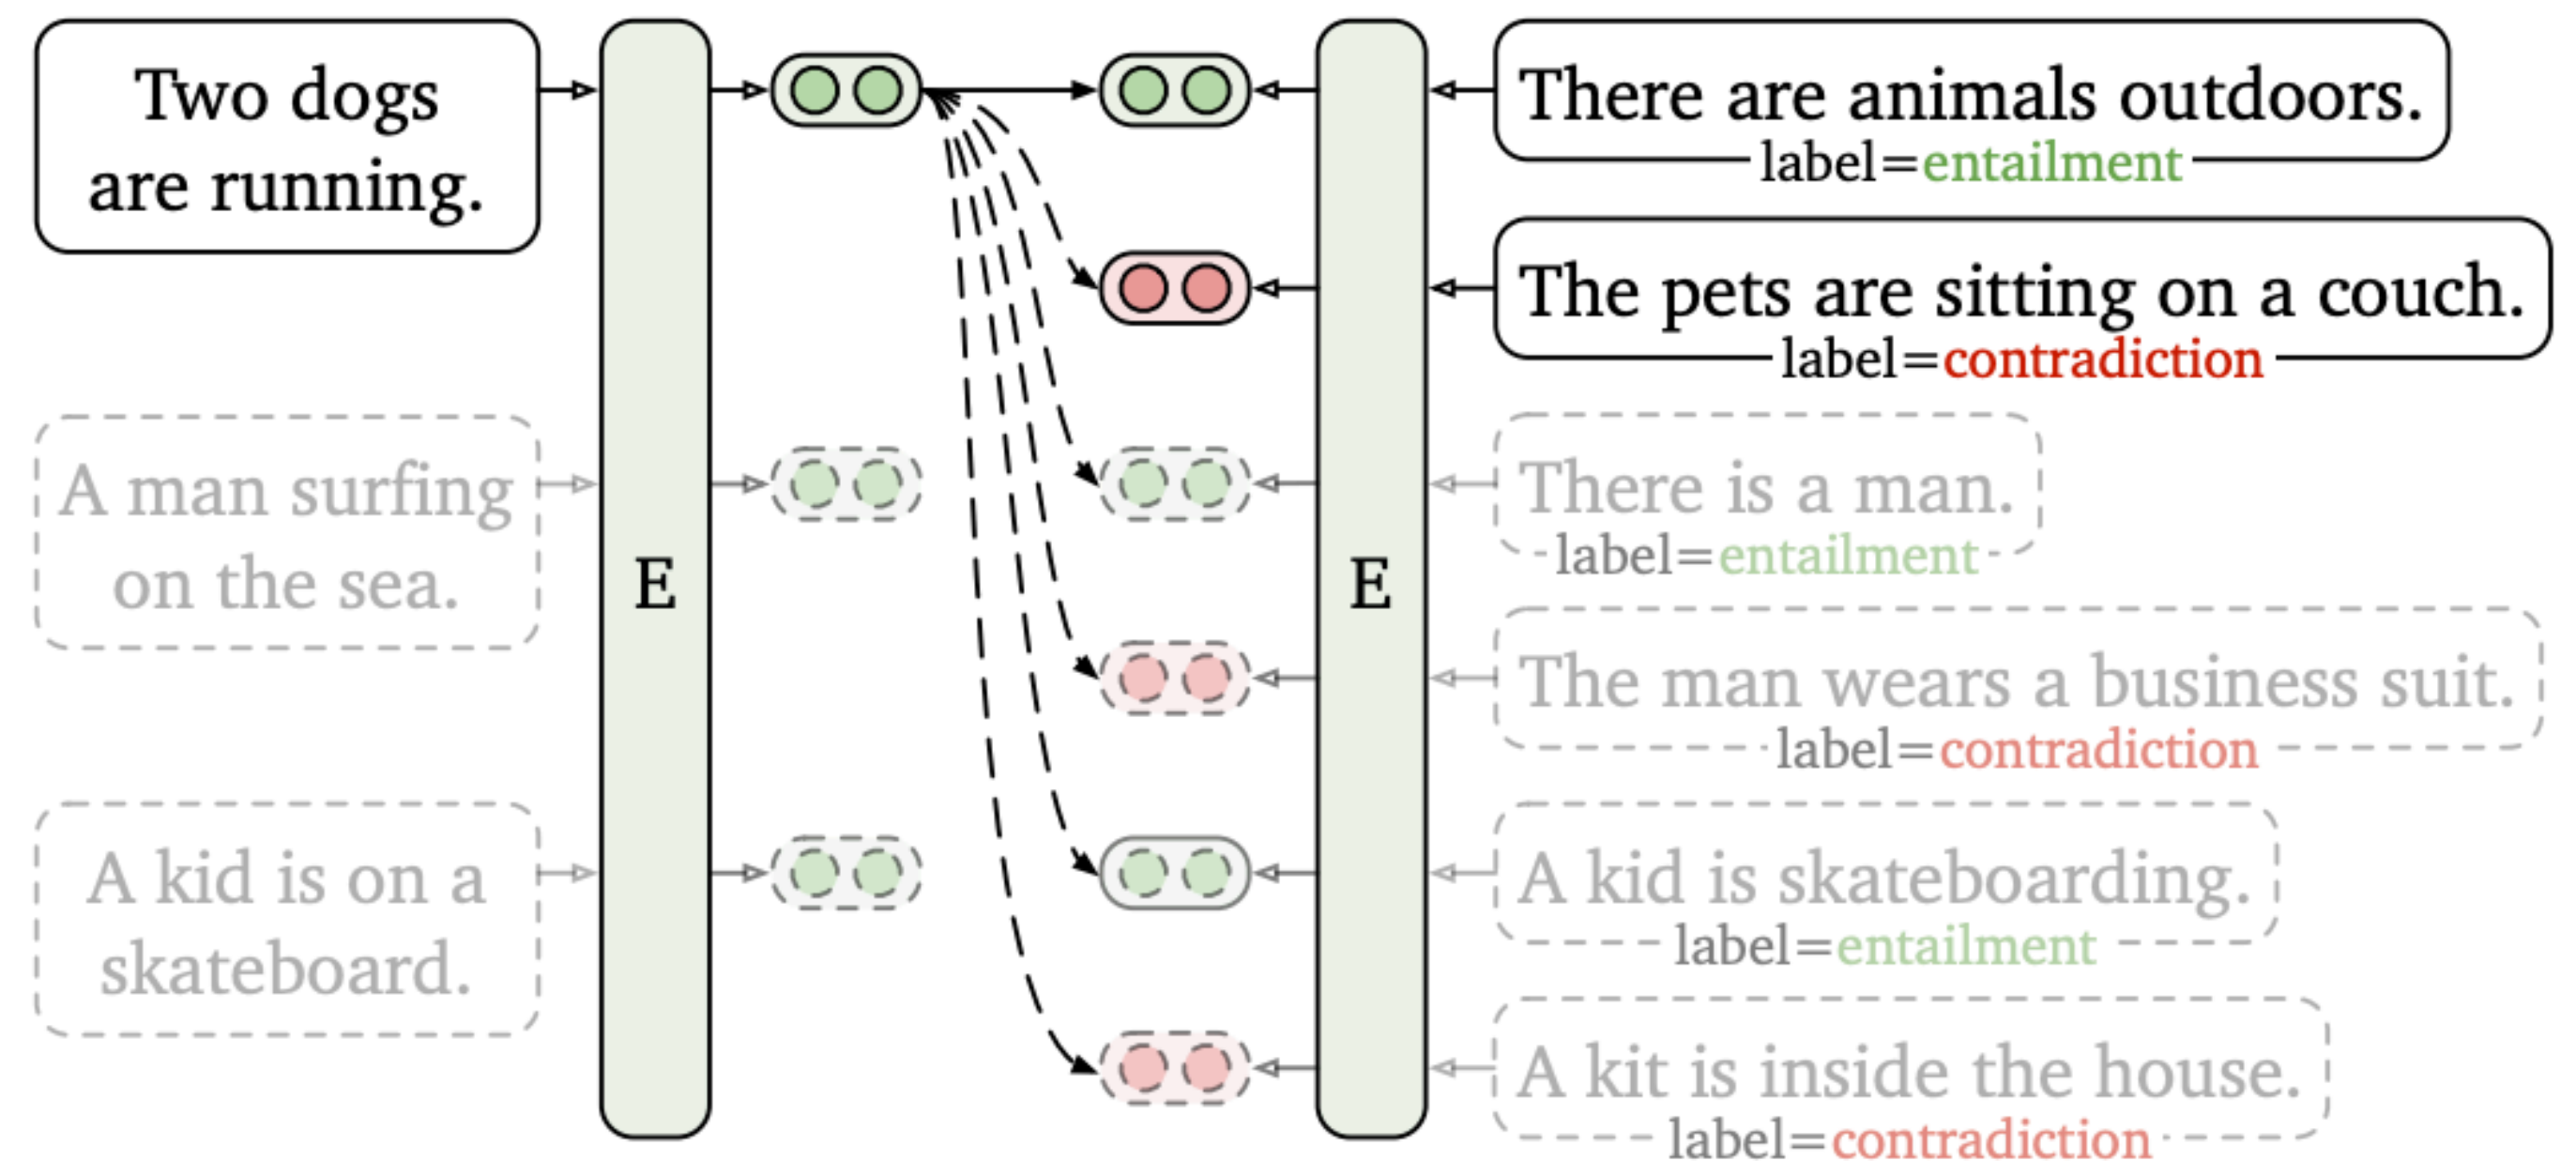 Two dogs
are running.
A man surfing
on the sea.
A kid is on a
skateboard.
E
E
There are animals outdoors.
label=entailment
The pets are sitting on a couch.
label=contradiction
There is a man.
label=entailment
The man wears a business suit.
label=contradiction
A kid is skateboarding.
label=entailment
A kit is inside the house.
label=contradiction